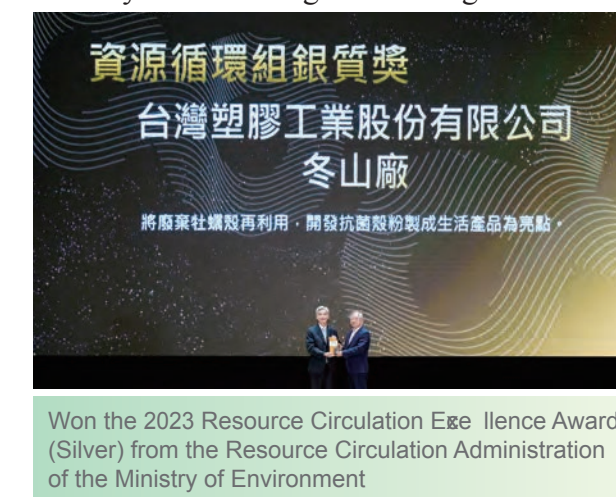 資源循環組銀質獎
台灣塑膠工業股份有限公司
冬山廠
將廢棄牡蠣殼再利用，開發抗菌殼粉製成生活產品為亮點。
Won the 2023 Resource Circulation Exce llence Award
(Silver) from the Resource Circulation Administration
of the Ministry of Environment